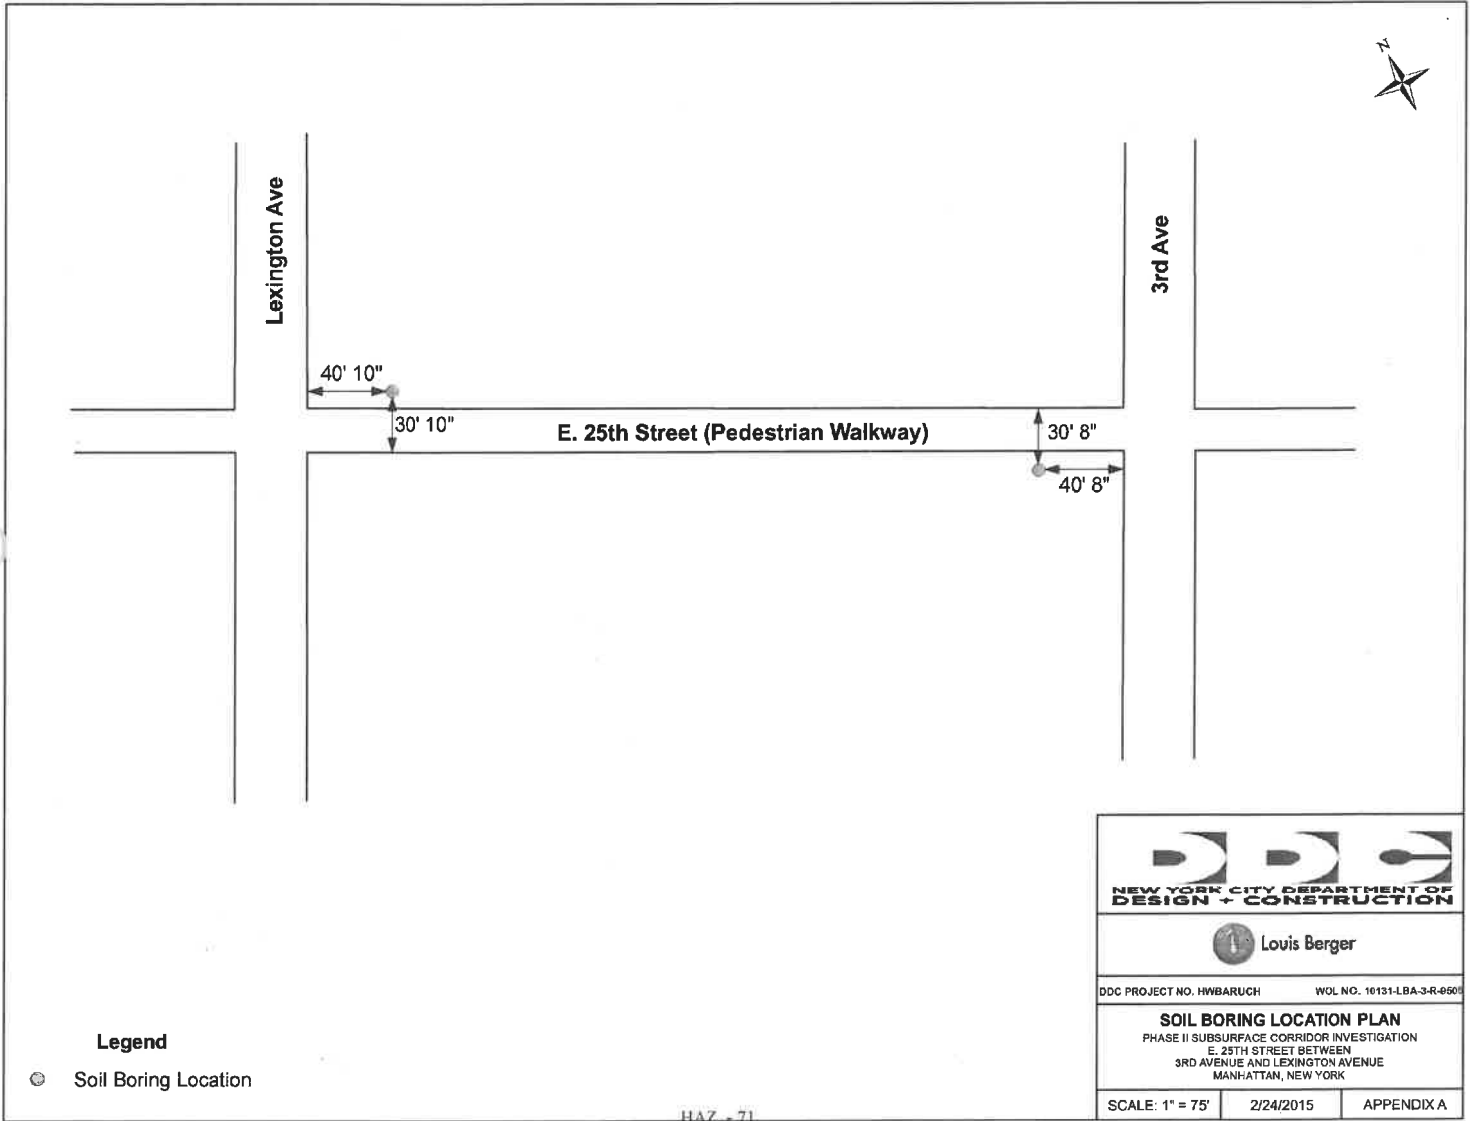 N
Lexington Ave
3rd Ave
40' 10"
30' 10"
E. 25th Street (Pedestrian Walkway)
30' 8"
40' 8"
DDC
NEW YORK CITY DEPARTMENT OF
DESIGN + CONSTRUCTION
Louis Berger
DDC PROJECT NO. HWBARUCH WOL NO. 10131-LBA-3-R-9505
SOIL BORING LOCATION PLAN
PHASE II SUBSURFACE CORRIDOR INVESTIGATION
E. 25TH STREET BETWEEN
3RD AVENUE AND LEXINGTON AVENUE
MANHATTAN, NEW YORK
SCALE: 1" = 75' 2/24/2015 APPENDIX A
Legend
Soil Boring Location
HAZ - 71